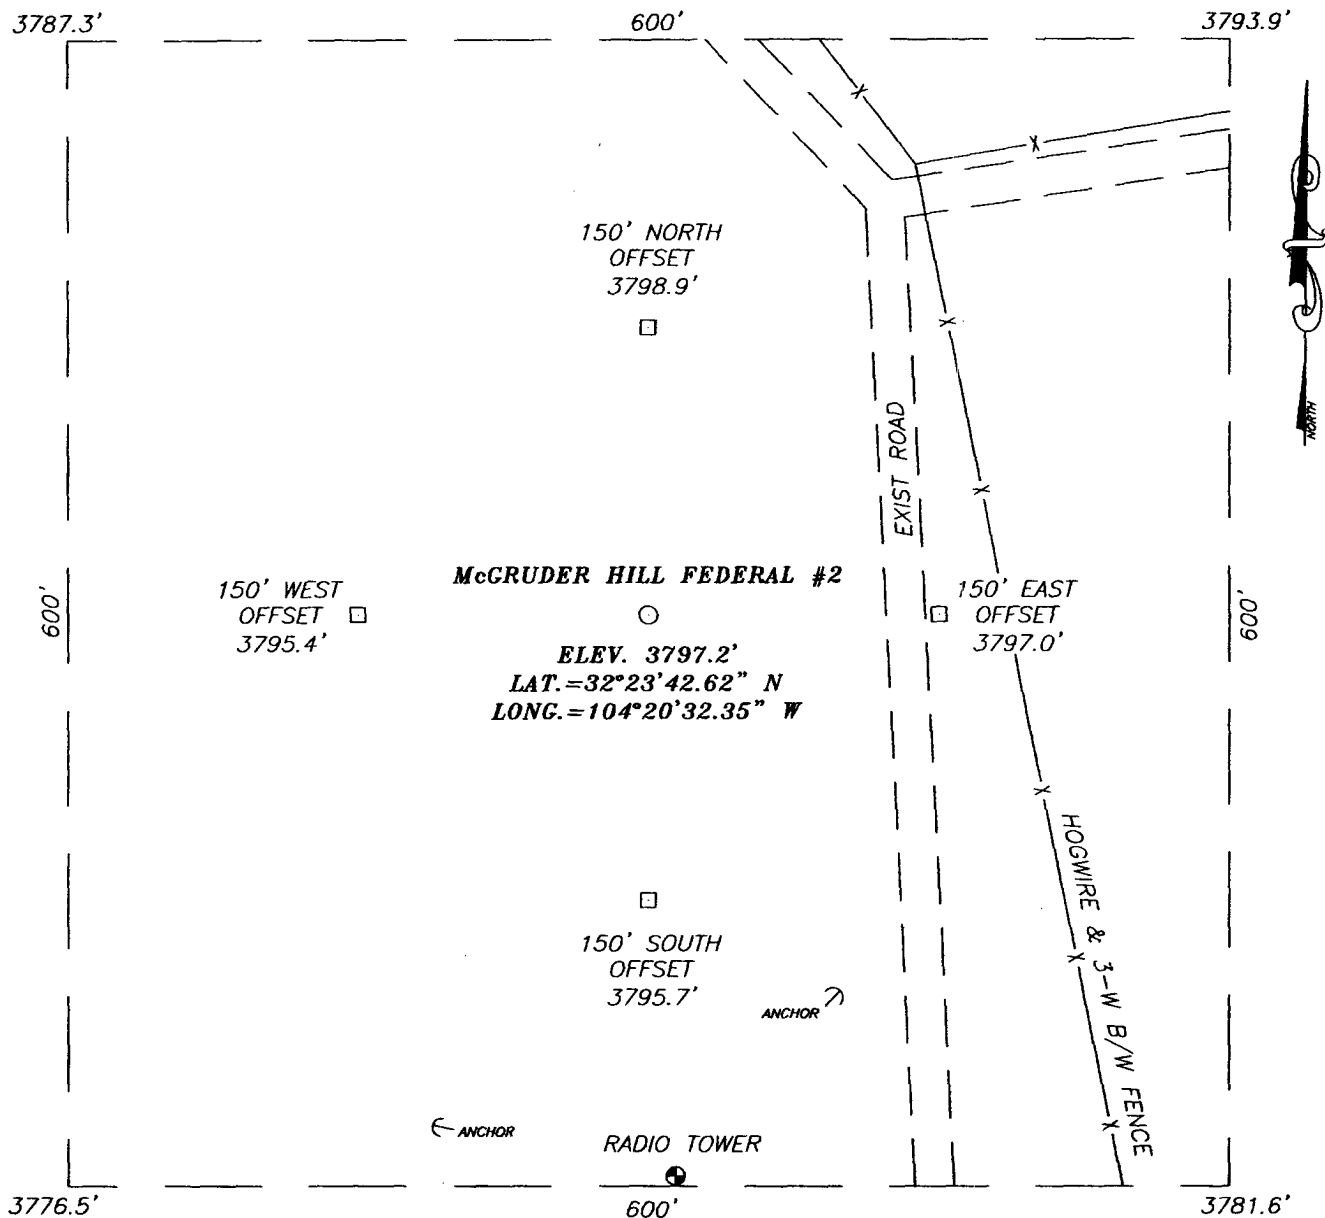 3787.3'
600'
3793.9'
150' NORTH
OFFSET
3798.9'
NORTH
EXIST ROAD
McGRUDER HILL FEDERAL #2
150' WEST
OFFSET
3795.4'
150' EAST
OFFSET
3797.0'
600'
600'
ELEV. 3797.2'
LAT.=32°23'42.62" N
LONG.=104°20'32.35" W
HOGWIRE & 3-W B/W FENCE
150' SOUTH
OFFSET
3795.7'
ANCHOR
ANCHOR
RADIO TOWER
3776.5'
600'
3781.6'